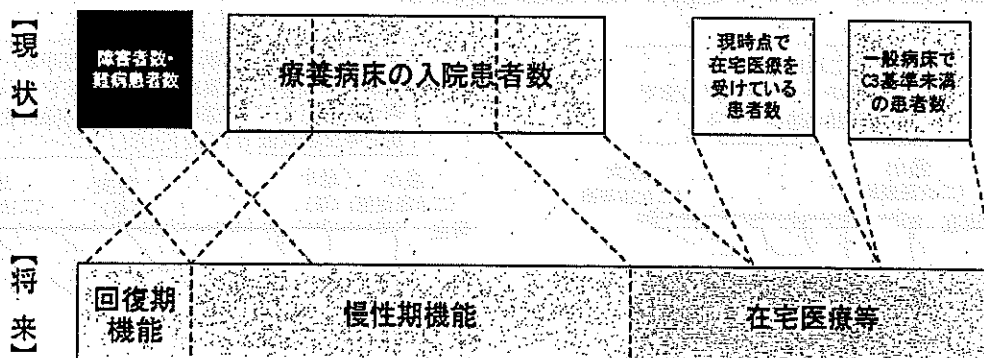 【現状】
障害者数・
難病患者数
療養病床の入院患者数
現時点で
在宅医療を
受けている
患者数
一般病床で
C3基準未満
の患者数
【将来】
回復期
機能
慢性期機能
在宅医療等